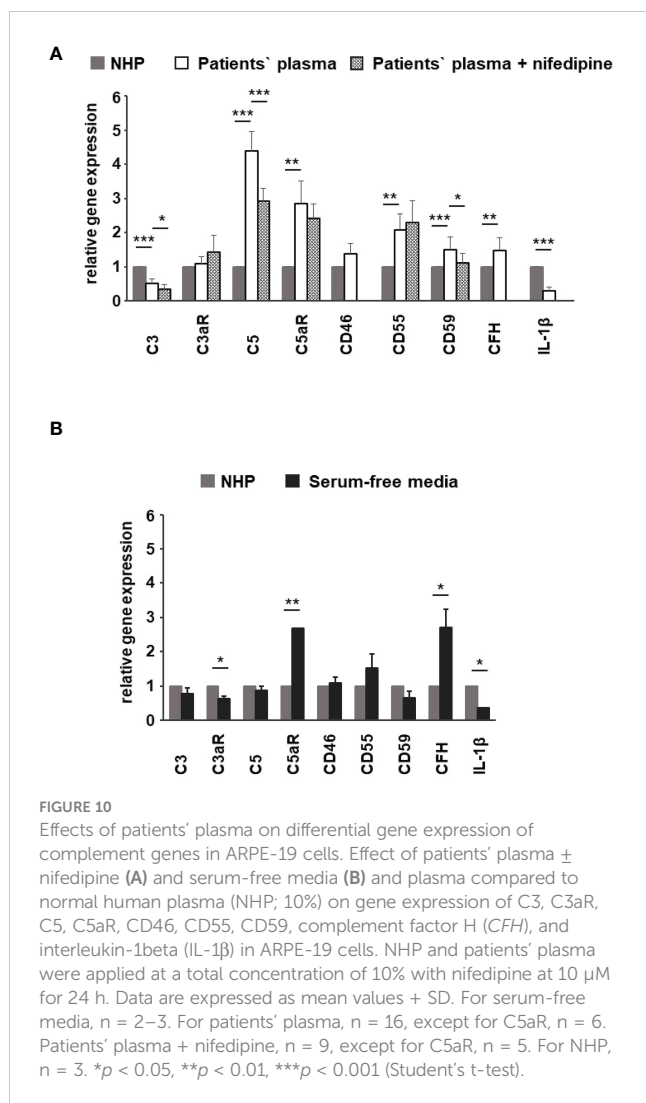 A
NHP Patients` plasma Patients` plasma + nifedipine
relative gene expression
6
5
4
3
2
1
0
*** * *** *** ** ** *** * ** ***
C3 C3aR C5 C5aR CD46 CD55 CD59 CFH IL-1β
B
NHP Serum-free media
relative gene expression
6
5
4
3
2
1
0
* ** * *
C3 C3aR C5 C5aR CD46 CD55 CD59 CFH IL-1β
FIGURE 10
Effects of patients’ plasma on differential gene expression of
complement genes in ARPE-19 cells. Effect of patients’ plasma ±
nifedipine (A) and serum-free media (B) and plasma compared to
normal human plasma (NHP; 10%) on gene expression of C3, C3aR,
C5, C5aR, CD46, CD55, CD59, complement factor H (CFH), and
interleukin-1beta (IL-1β) in ARPE-19 cells. NHP and patients’ plasma
were applied at a total concentration of 10% with nifedipine at 10 µM
for 24 h. Data are expressed as mean values + SD. For serum-free
media, n = 2–3. For patients’ plasma, n = 16, except for C5aR, n = 6.
Patients’ plasma + nifedipine, n = 9, except for C5aR, n = 5. For NHP,
n = 3. *p < 0.05, **p < 0.01, ***p < 0.001 (Student’s t-test).